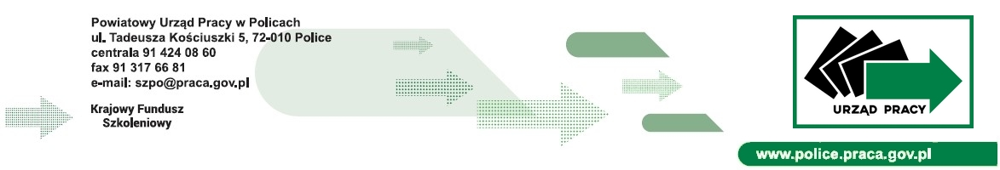 Powiatowy Urząd Pracy w Policach
ul. Tadeusza Kościuszki 5, 72-010 Police
centrala 91 424 08 60
fax 91 317 66 81
e-mail: szpo@praca.gov.pl
Krajowy Fundusz
Szkoleniowy
URZĄD PRACY
www.police.praca.gov.pl